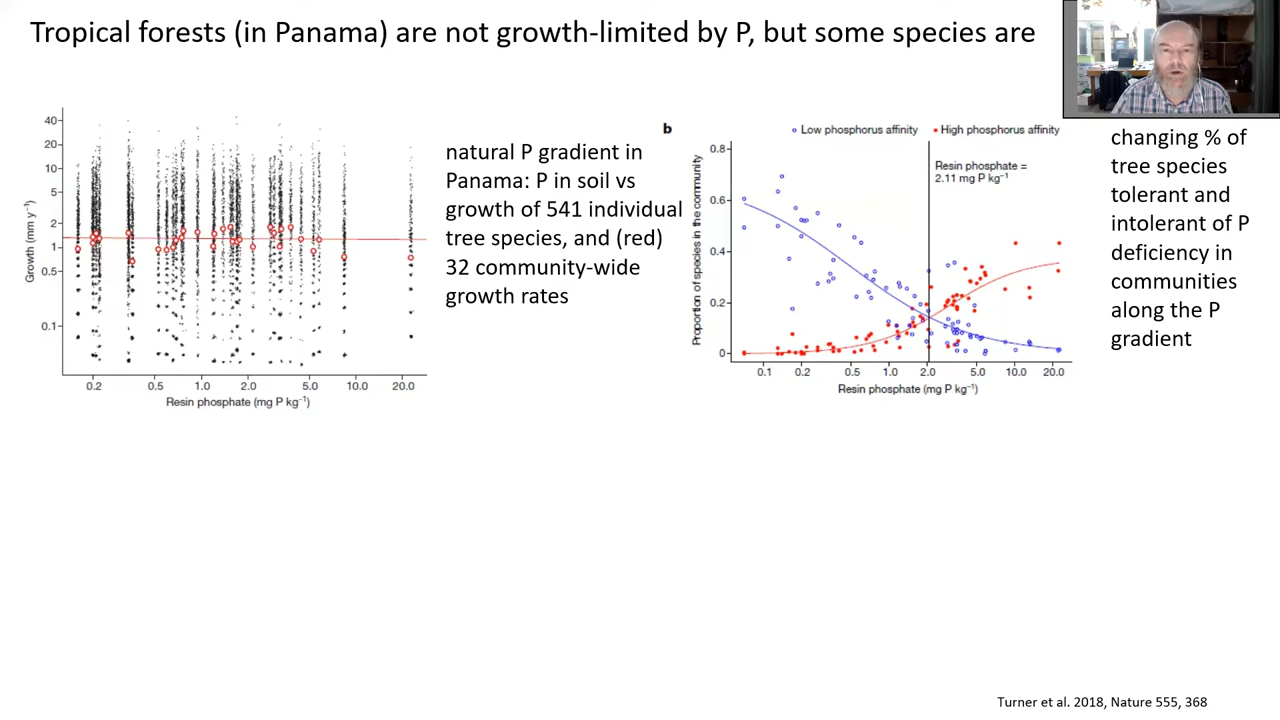 Tropical forests (in Panama) are not growth-limited by P, but some species are
40
20
10
5
2
1
0.5
0.1
Growth (mm y⁻¹)
0.2 0.5 1.0 2.0 5.0 10.0 20.0
Resin phosphate (mg P kg⁻¹)
natural P gradient in
Panama: P in soil vs
growth of 541 individual
tree species, and (red)
32 community-wide
growth rates
b
Low phosphorus affinity High phosphorus affinity
Resin phosphate =
2.11 mg P kg⁻¹
0.8
0.6
0.4
0.2
0
Proportion of species in the community
0.1 0.2 0.5 1.0 2.0 5.0 10.0 20.0
Resin phosphate (mg P kg⁻¹)
changing % of
tree species
tolerant and
intolerant of P
deficiency in
communities
along the P
gradient
Turner et al. 2018, Nature 555, 368